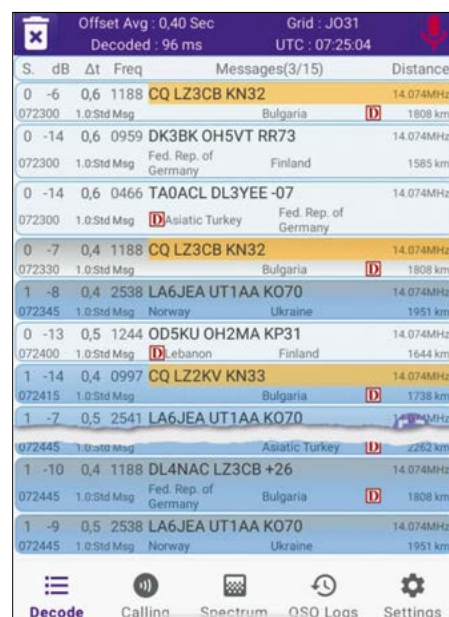 Offset Avg : 0,40 Sec Grid : JO31
Decoded : 96 ms UTC : 07:25:04
S. dB Δt Freq Messages(3/15) Distance
0 -6 0,6 1188 CQ LZ3CB KN32 14.074MHz
072300 1.0:Std Msg Bulgaria D 1808 km
0 -14 0,6 0959 DK3BK OH5VT RR73 14.074MHz
072300 1.0:Std Msg Fed. Rep. of Germany Finland 1585 km
0 -14 0,6 0466 TA0ACL DL3YEE -07 14.074MHz
072300 1.0:Std Msg D Asiatic Turkey Fed. Rep. of Germany
0 -7 0,4 1188 CQ LZ3CB KN32 14.074MHz
072330 1.0:Std Msg Bulgaria D 1808 km
1 -8 0,4 2538 LA6JEA UT1AA KO70 14.074MHz
072345 1.0:Std Msg Norway Ukraine 1951 km
0 -13 0,5 1244 OD5KU OH2MA KP31 14.074MHz
072400 1.0:Std Msg D Lebanon Finland 1644 km
1 -14 0,4 0997 CQ LZ2KV KN33 14.074MHz
072415 1.0:Std Msg Bulgaria D 1738 km
1 -7 0,5 2541 LA6JEA UT1AA KO70
072445 1.0:Std Msg Asiatic Turkey D 2262 km
1 -10 0,4 1188 DL4NAC LZ3CB +26 14.074MHz
072445 1.0:Std Msg Fed. Rep. of Germany Bulgaria D 1808 km
1 -9 0,5 2538 LA6JEA UT1AA KO70 14.074MHz
072445 1.0:Std Msg Norway Ukraine 1951 km
Decode Calling Spectrum QSO Logs Settings